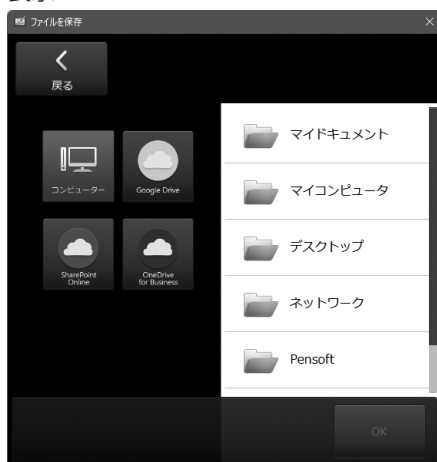 ファイルを保存
戻る
コンピューター
Google Drive
SharePoint
Online
OneDrive
for Business
マイドキュメント
マイコンピュータ
デスクトップ
ネットワーク
Pensoft
OK